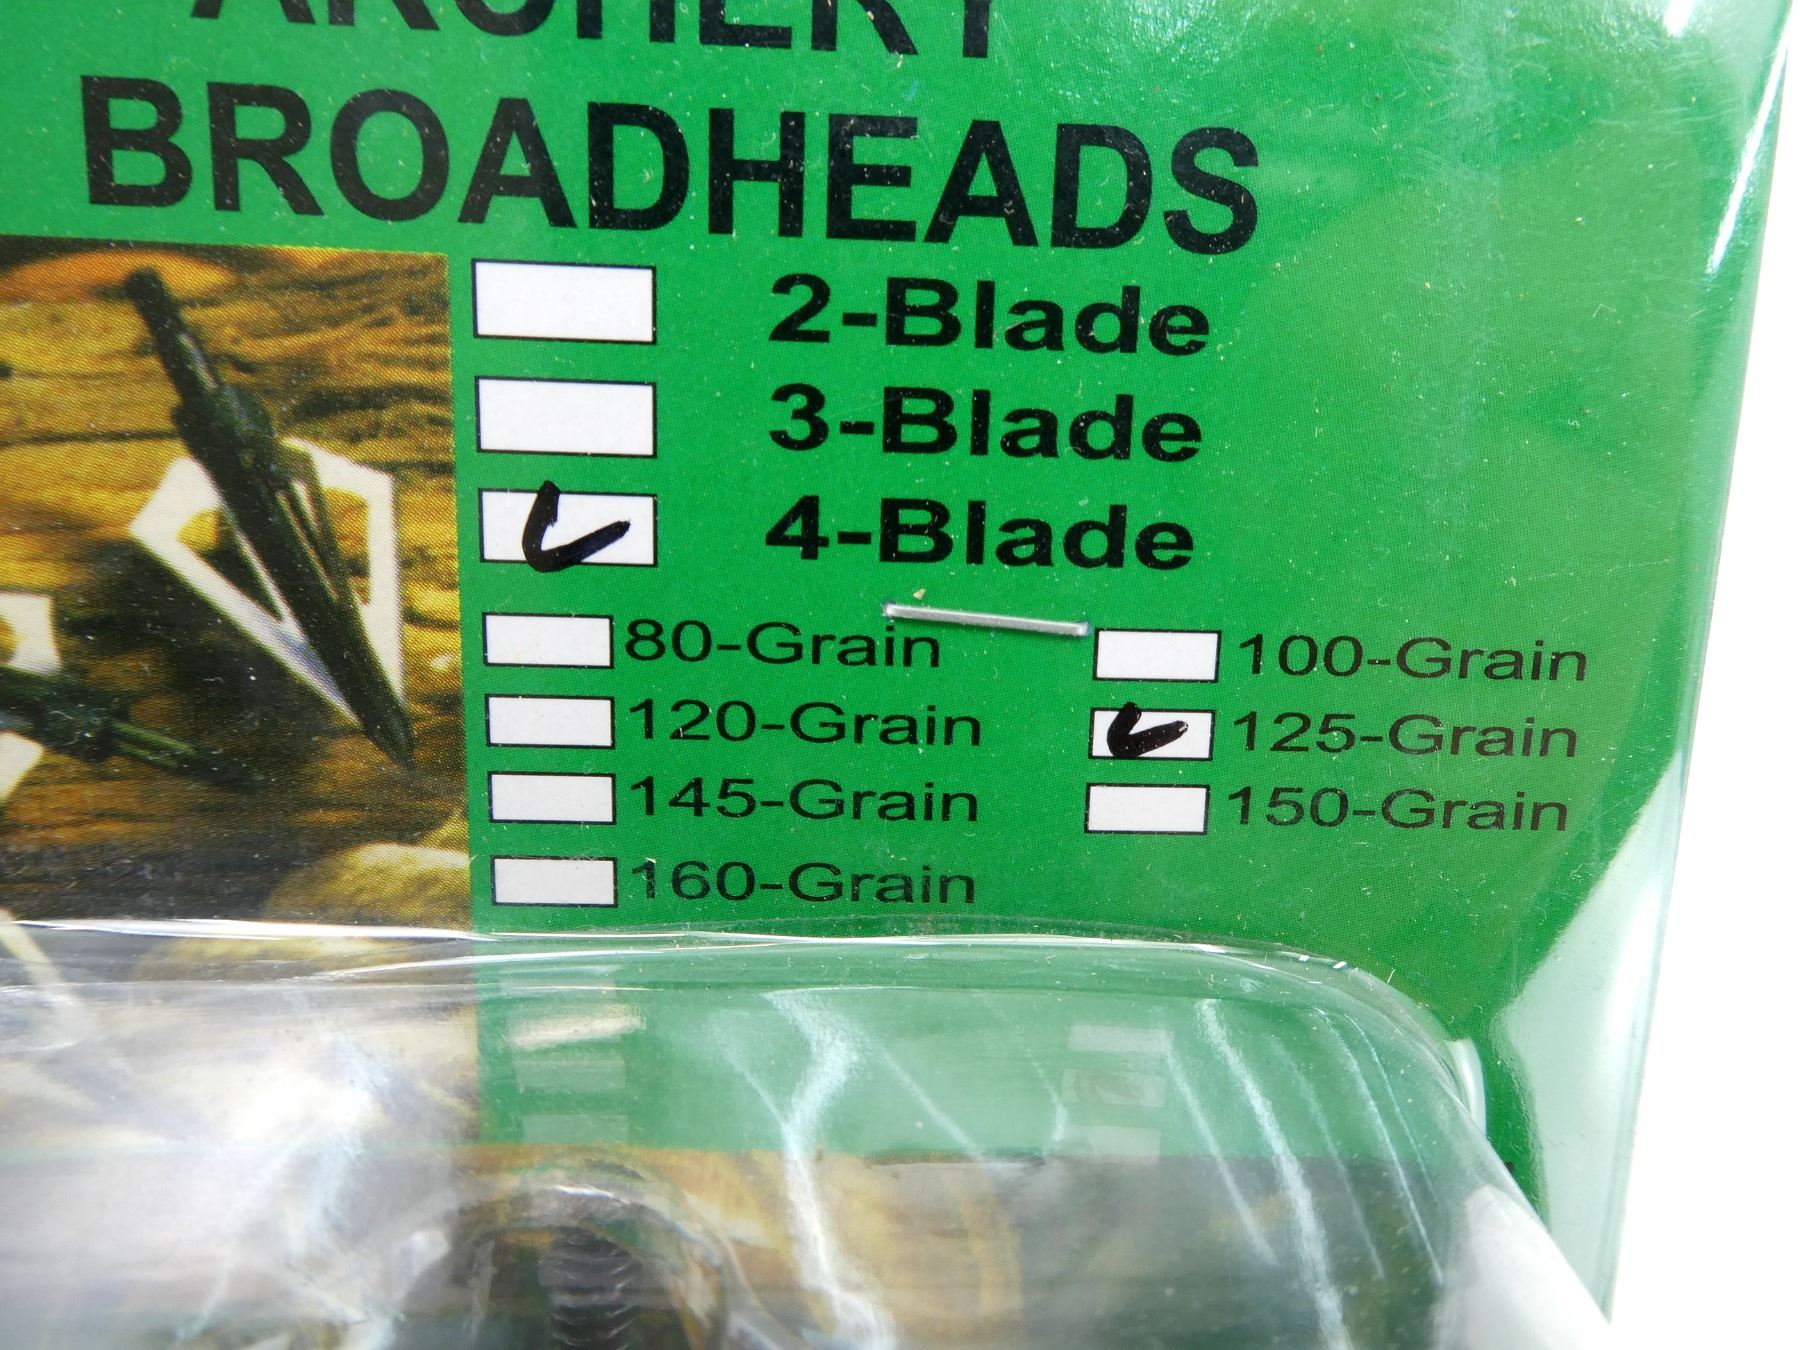 ARCHERY
BROADHEADS
2-Blade
3-Blade
4-Blade
80-Grain
100-Grain
120-Grain
125-Grain
145-Grain
150-Grain
160-Grain